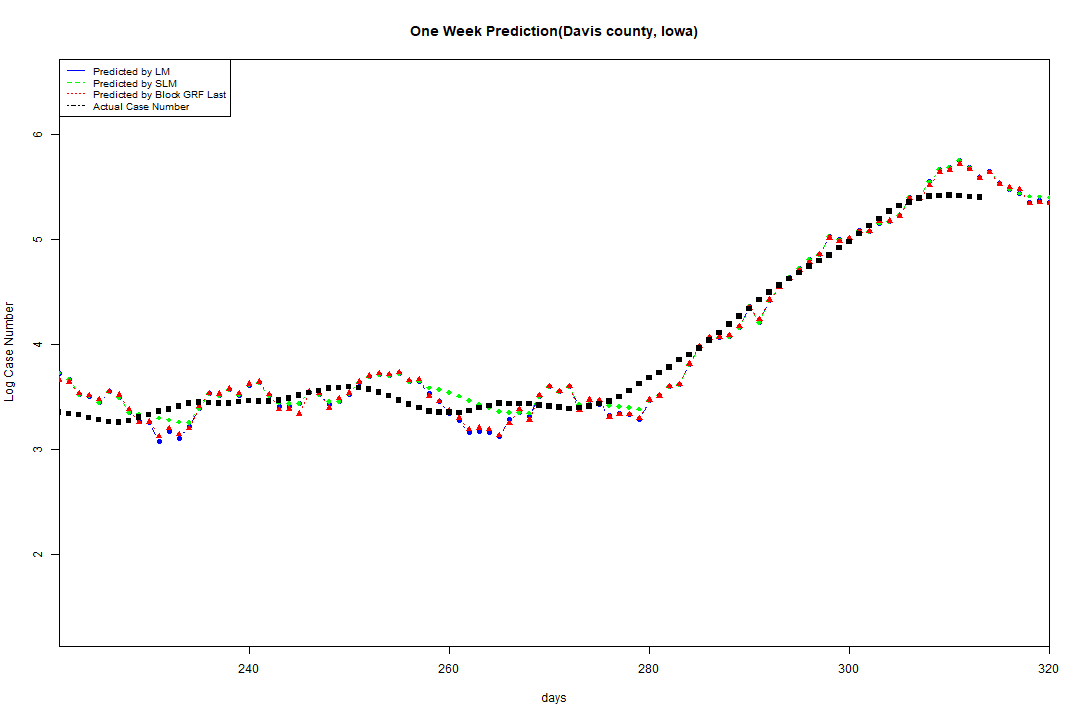 One Week Prediction(Davis county, Iowa)
Predicted by LM
Predicted by SLM
Predicted by Block GRF Last
Actual Case Number
6
5
4
3
2
Log Case Number
240
260
280
300
320
days